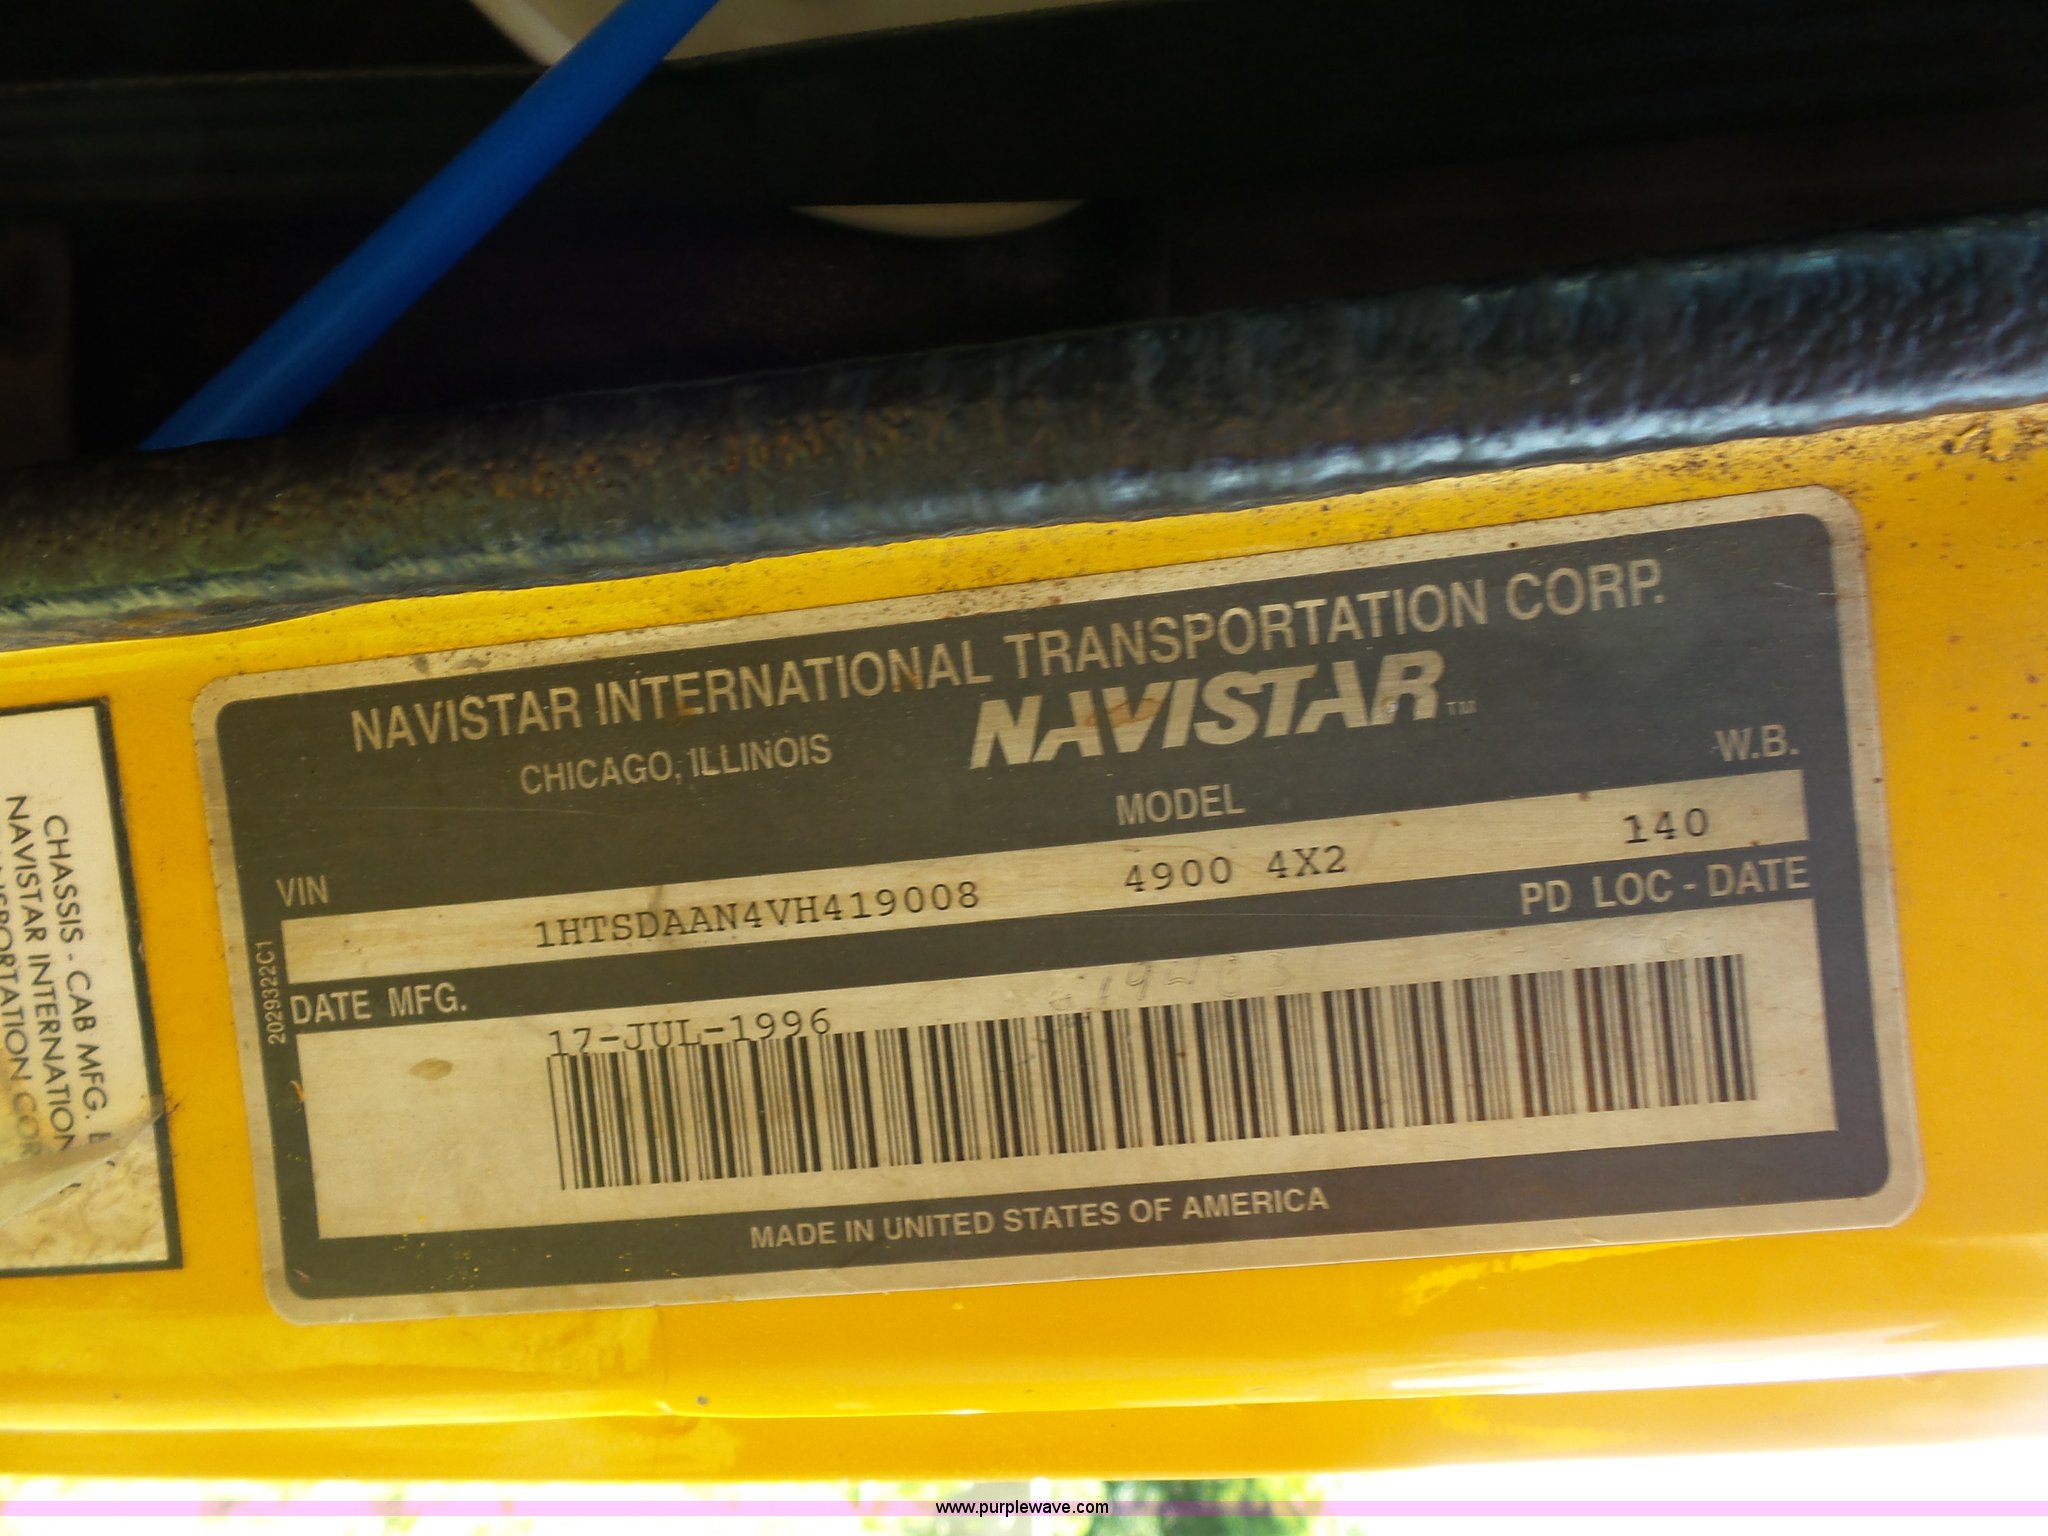 NAVISTAR INTERNATIONAL TRANSPORTATION CORP.
CHICAGO, ILLINOIS
NAVISTAR™
VIN
MODEL
W.B.
1HTSDAAN4VH419008
4900 4X2
140
DATE MFG.
PD LOC - DATE
17-JUL-1996
2029322C1
MADE IN UNITED STATES OF AMERICA
CHASSIS - CAB MFG.
NAVISTAR INTERNATION
www.purplewave.com